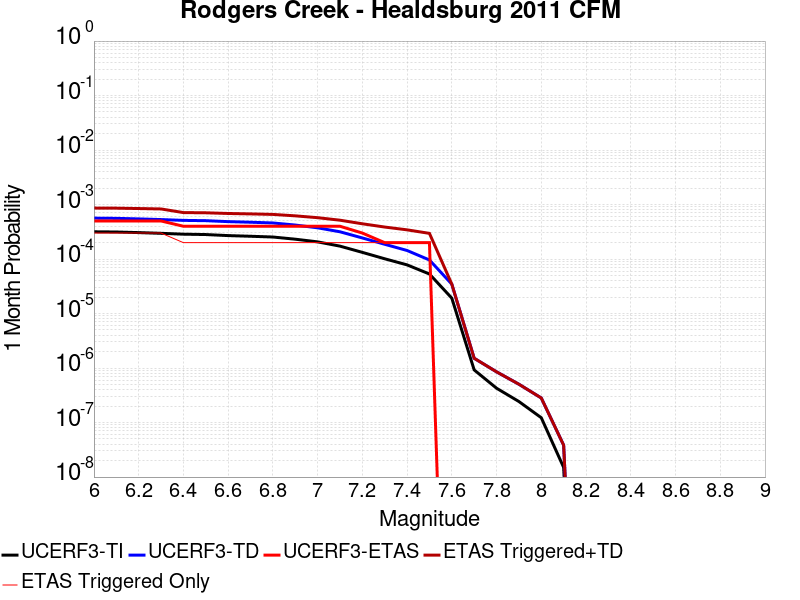 Rodgers Creek - Healdsburg 2011 CFM
1 Month Probability
10^0
10^-1
10^-2
10^-3
10^-4
10^-5
10^-6
10^-7
10^-8
6 6.2 6.4 6.6 6.8 7 7.2 7.4 7.6 7.8 8 8.2 8.4 8.6 8.8 9
Magnitude
UCERF3-TI UCERF3-TD UCERF3-ETAS ETAS Triggered+TD
ETAS Triggered Only